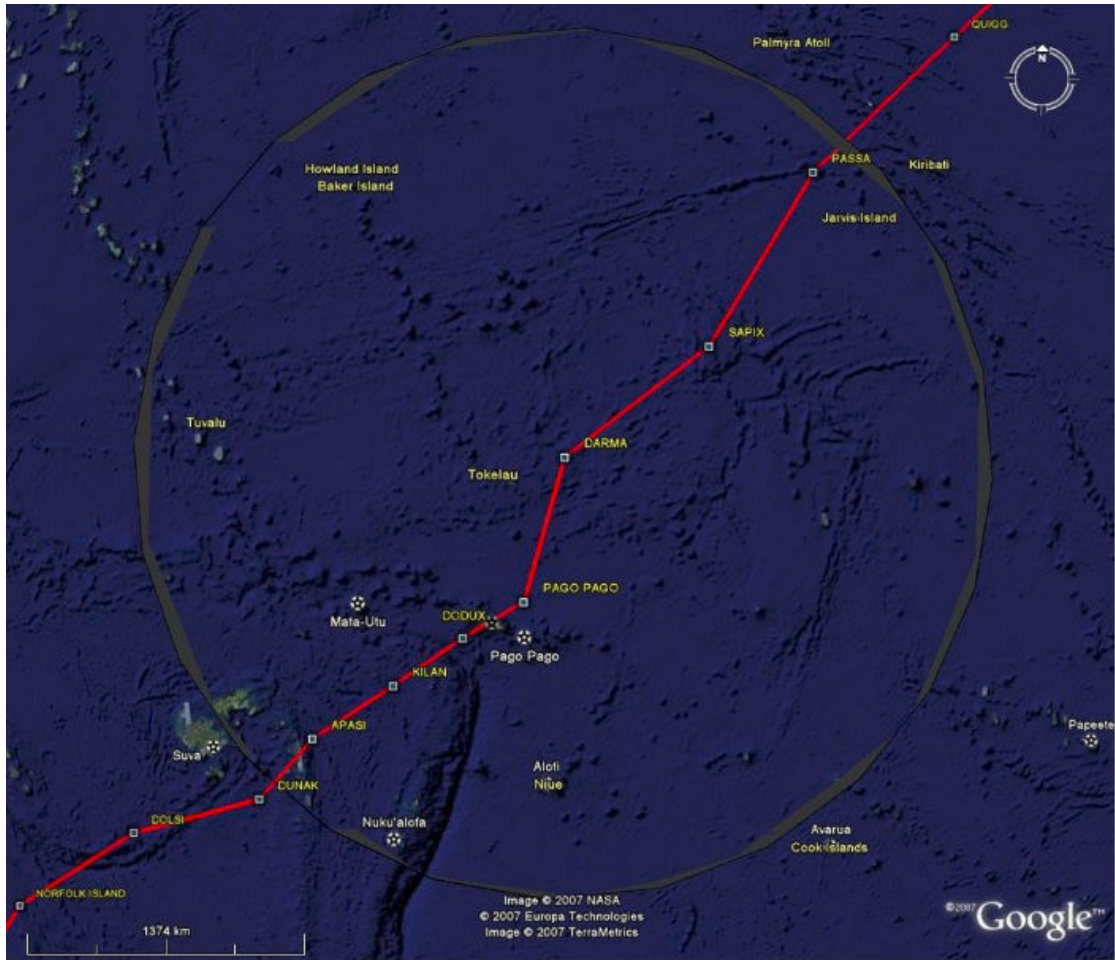 QUIGG
Palmyra Atoll
N
PASSA
Kiribati
Howland Island
Baker Island
Jarvis Island
SAPIX
Tuvalu
DARMA
Tokelau
PAGO PAGO
DODUX
Mata-Utu
Pago Pago
KILAN
APASI
Papeete
Suva
Alofi
Niue
DUNAK
DOLSI
Nuku'alofa
Avarua
Cook Islands
NORFOLK ISLAND
Image © 2007 NASA
© 2007 Europa Technologies
Image © 2007 TerraMetrics
©2007 Google™
1374 km